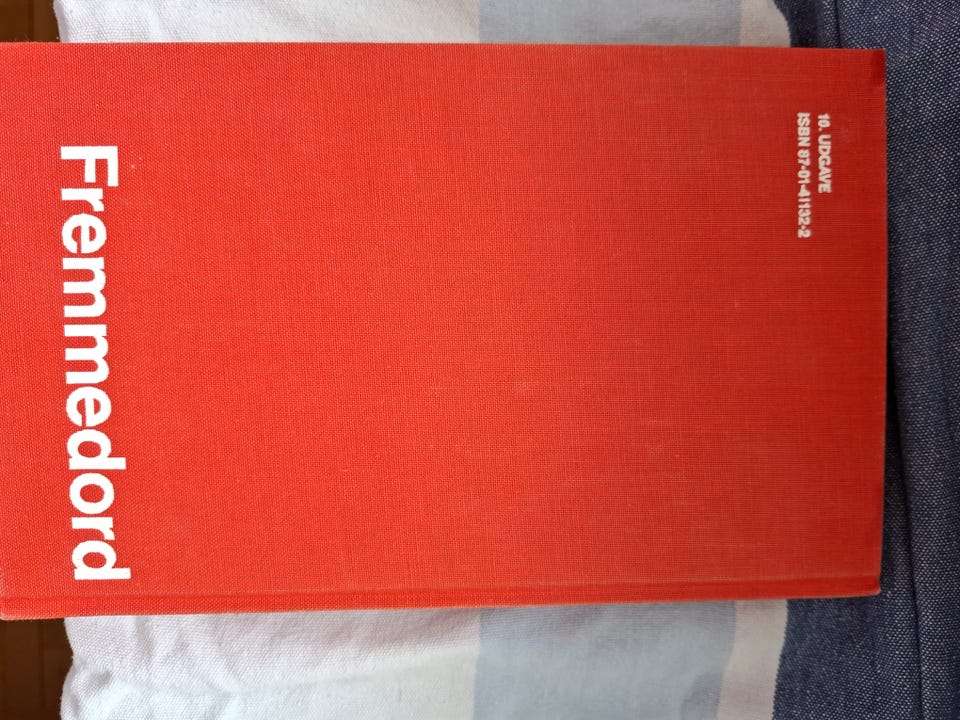 10. UDGAVE
ISBN 87-01-41132-2
Fremmedord